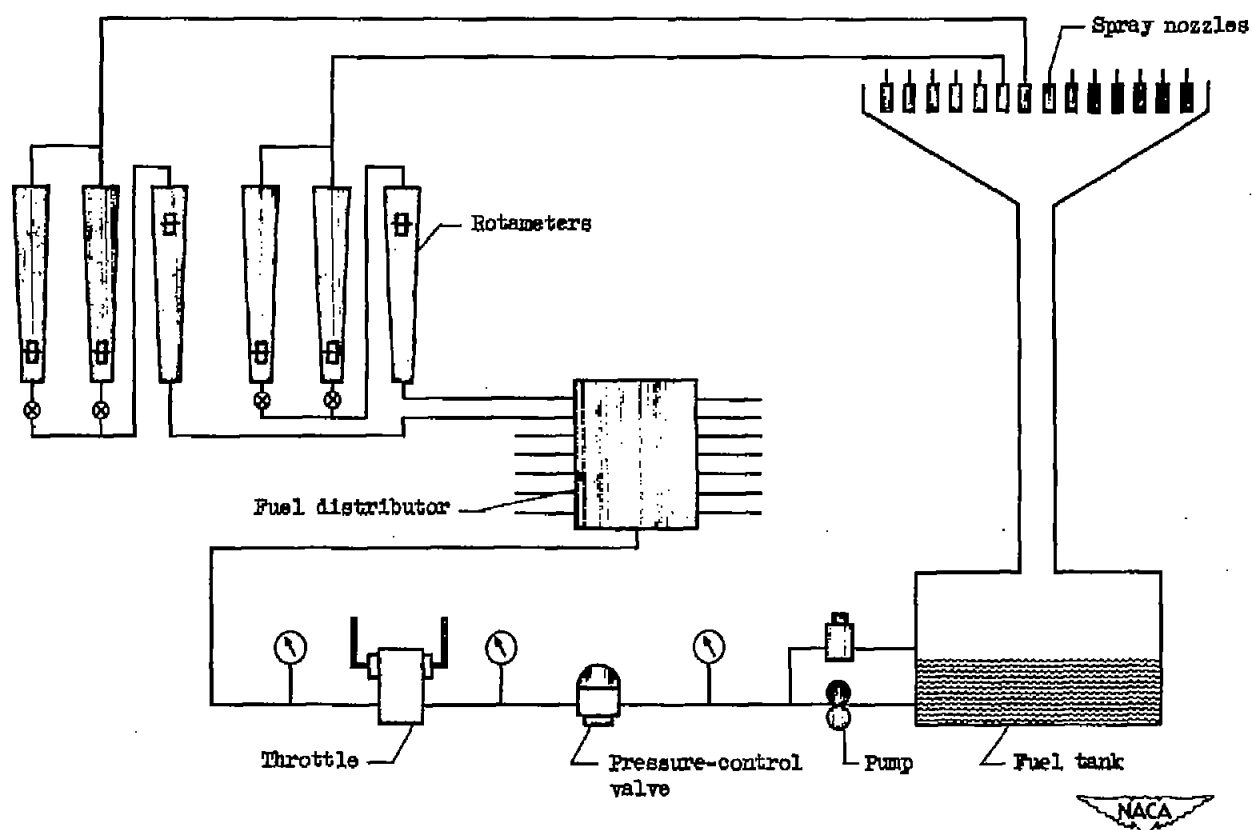 Spray nozzles
Rotameters
Fuel distributor
Throttle
Pressure-control
valve
Pump
Fuel tank
NACA